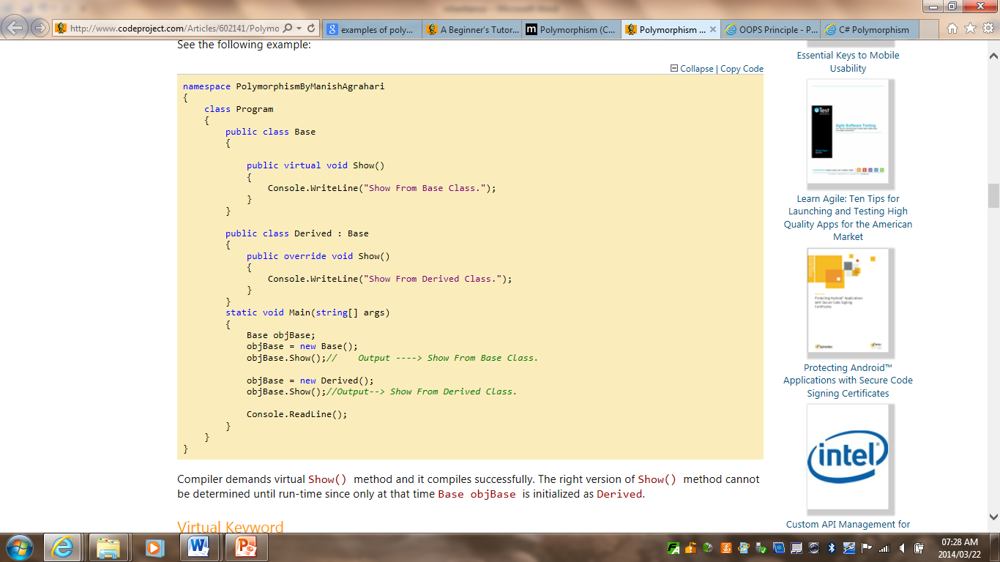 http://www.codeproject.com/Articles/602141/Polymo
examples of poly...
A Beginner's Tutor...
Polymorphism (C...
Polymorphism ...
OOPS Principle - P...
C# Polymorphism
See the following example:
Collapse | Copy Code
namespace PolymorphismByManishAgrahari
{
class Program
{
public class Base
{
public virtual void Show()
{
Console.WriteLine("Show From Base Class.");
}
}
public class Derived : Base
{
public override void Show()
{
Console.WriteLine("Show From Derived Class.");
}
}
static void Main(string[] args)
{
Base objBase;
objBase = new Base();
objBase.Show();//    Output ----> Show From Base Class.
objBase = new Derived();
objBase.Show();//Output--> Show From Derived Class.
Console.ReadLine();
}
}
}
Compiler demands virtual Show() method and it compiles successfully. The right version of Show() method cannot
be determined until run-time since only at that time Base objBase is initialized as Derived.
Virtual Keyword
Essential Keys to Mobile
Usability
Agile Software Testing
Learn Agile: Ten Tips for
Launching and Testing High
Quality Apps for the American
Market
Protecting Android™
Applications with Secure Code
Signing Certificates
intel
Custom API Management for
07:28 AM
2014/03/22